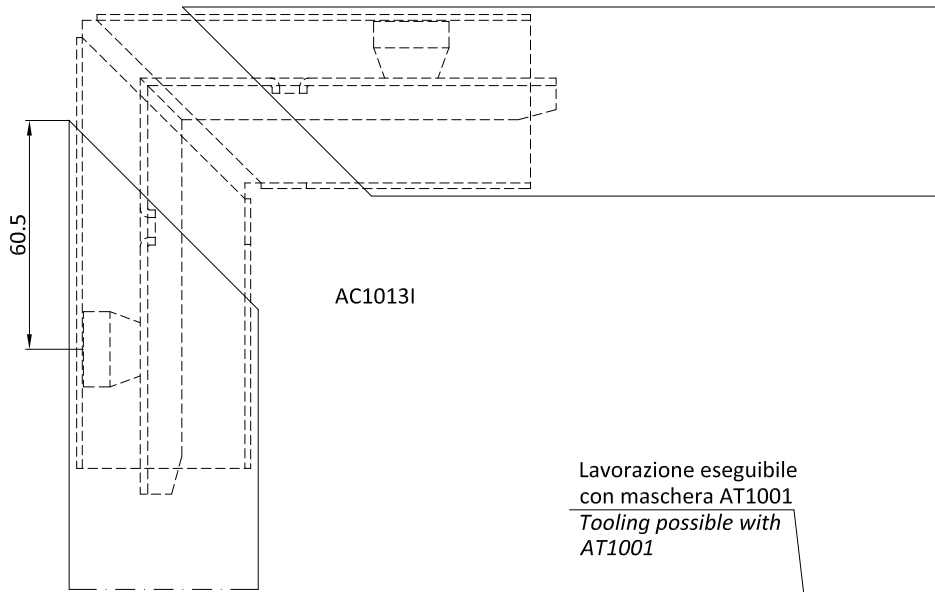 60.5
AC1013I
Lavorazione eseguibile
con maschera AT1001
Tooling possible with
AT1001